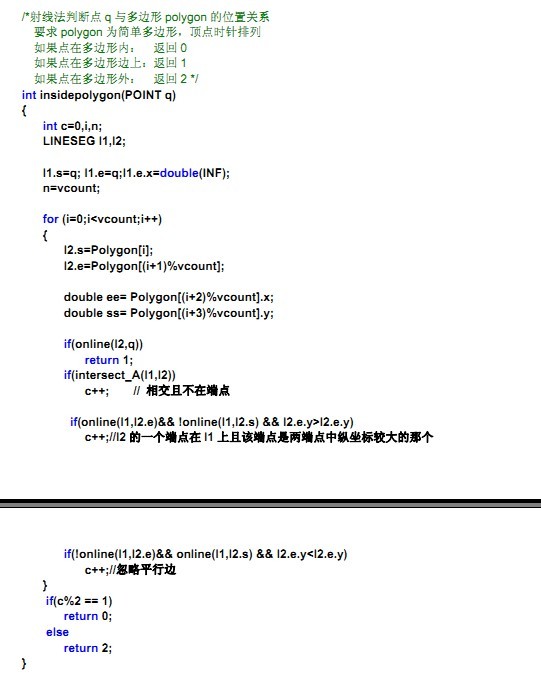 /*射线法判断点 q 与多边形 polygon 的位置关系
要求 polygon 为简单多边形，顶点时针排列
如果点在多边形内： 返回 0
如果点在多边形边上：返回 1
如果点在多边形外： 返回 2 */
int insidepolygon(POINT q)
{
int c=0,i,n;
LINESEG l1,l2;
l1.s=q; l1.e=q;l1.e.x=double(INF);
n=vcount;
for (i=0;i<vcount;i++)
{
l2.s=Polygon[i];
l2.e=Polygon[(i+1)%vcount];
double ee= Polygon[(i+2)%vcount].x;
double ss= Polygon[(i+3)%vcount].y;
if(online(l2,q))
return 1;
if(intersect_A(l1,l2))
c++; // 相交且不在端点
if(online(l1,l2.e)&& !online(l1,l2.s) && l2.e.y>l2.e.y)
c++;//l2 的一个端点在 l1 上且该端点是两端点中纵坐标较大的那个
if(!online(l1,l2.e)&& online(l1,l2.s) && l2.e.y<l2.e.y)
c++;//忽略平行边
}
if(c%2 == 1)
return 0;
else
return 2;
}